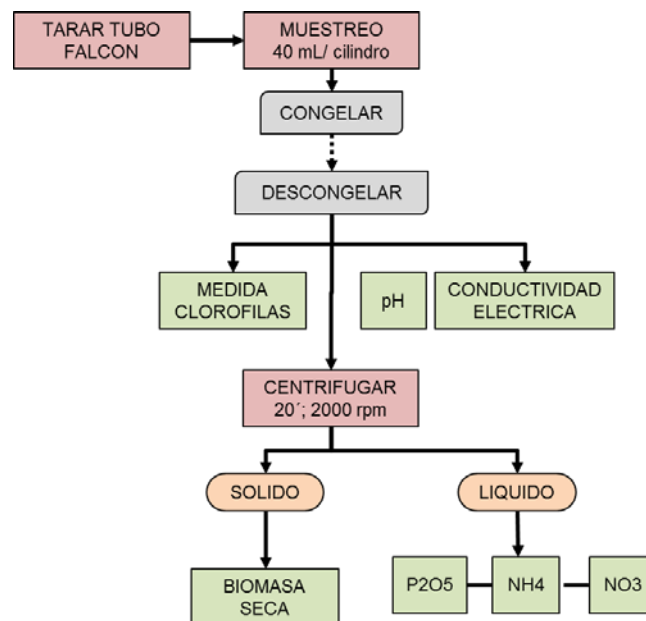 TARAR TUBO
FALCON
MUESTREO
40 mL/ cilindro
CONGELAR
DESCONGELAR
MEDIDA
CLOROFILAS
pH
CONDUCTIVIDAD
ELECTRICA
CENTRIFUGAR
20´; 2000 rpm
SOLIDO
LIQUIDO
BIOMASA
SECA
P2O5
NH4
NO3